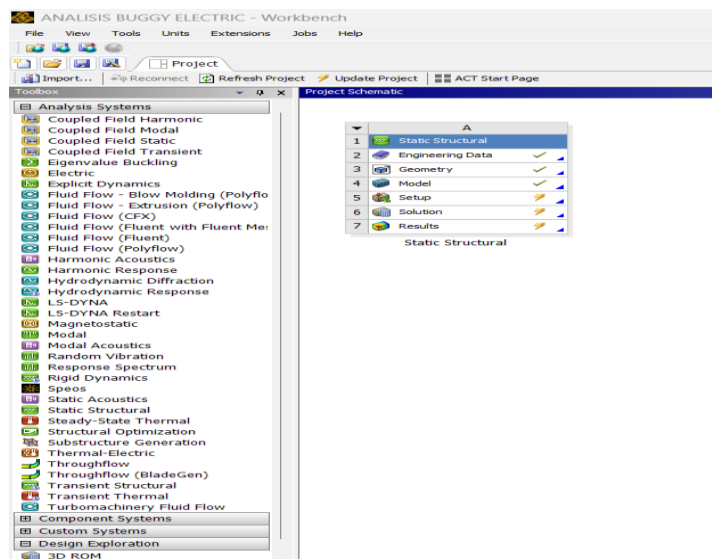 ANALISIS BUGGY ELECTRIC - Workbench
File View Tools Units Extensions Jobs Help
Project
Import... Reconnect Refresh Project Update Project ACT Start Page
Toolbox
Analysis Systems
Coupled Field Harmonic
Coupled Field Modal
Coupled Field Static
Coupled Field Transient
Eigenvalue Buckling
Electric
Explicit Dynamics
Fluid Flow - Blow Molding (Polyflo
Fluid Flow - Extrusion (Polyflow)
Fluid Flow (CFX)
Fluid Flow (Fluent with Fluent Me
Fluid Flow (Fluent)
Fluid Flow (Polyflow)
Harmonic Acoustics
Harmonic Response
Hydrodynamic Diffraction
Hydrodynamic Response
LS-DYNA
LS-DYNA Restart
Magnetostatic
Modal
Modal Acoustics
Random Vibration
Response Spectrum
Rigid Dynamics
Speos
Static Acoustics
Static Structural
Steady-State Thermal
Structural Optimization
Substructure Generation
Thermal-Electric
Throughflow
Throughflow (BladeGen)
Transient Structural
Transient Thermal
Turbomachinery Fluid Flow
Component Systems
Custom Systems
Design Exploration
3D ROM
Project Schematic
A
1 Static Structural
2 Engineering Data
3 Geometry
4 Model
5 Setup
6 Solution
7 Results
Static Structural